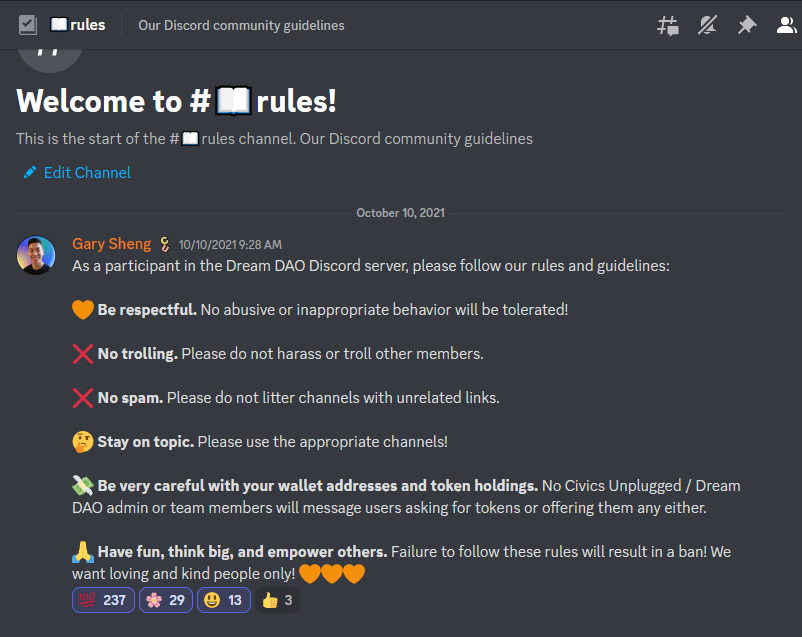 📖rules Our Discord community guidelines
Welcome to #📖rules!
This is the start of the #📖rules channel. Our Discord community guidelines
Edit Channel
October 10, 2021
Gary Sheng 10/10/2021 9:28 AM
As a participant in the Dream DAO Discord server, please follow our rules and guidelines:
🧡 Be respectful. No abusive or inappropriate behavior will be tolerated!
❌ No trolling. Please do not harass or troll other members.
❌ No spam. Please do not litter channels with unrelated links.
🤔 Stay on topic. Please use the appropriate channels!
💸 Be very careful with your wallet addresses and token holdings. No Civics Unplugged / Dream
DAO admin or team members will message users asking for tokens or offering them any either.
🙏 Have fun, think big, and empower others. Failure to follow these rules will result in a ban! We
want loving and kind people only! 🧡🧡🧡
💯 237 🌸 29 😃 13 👍 3